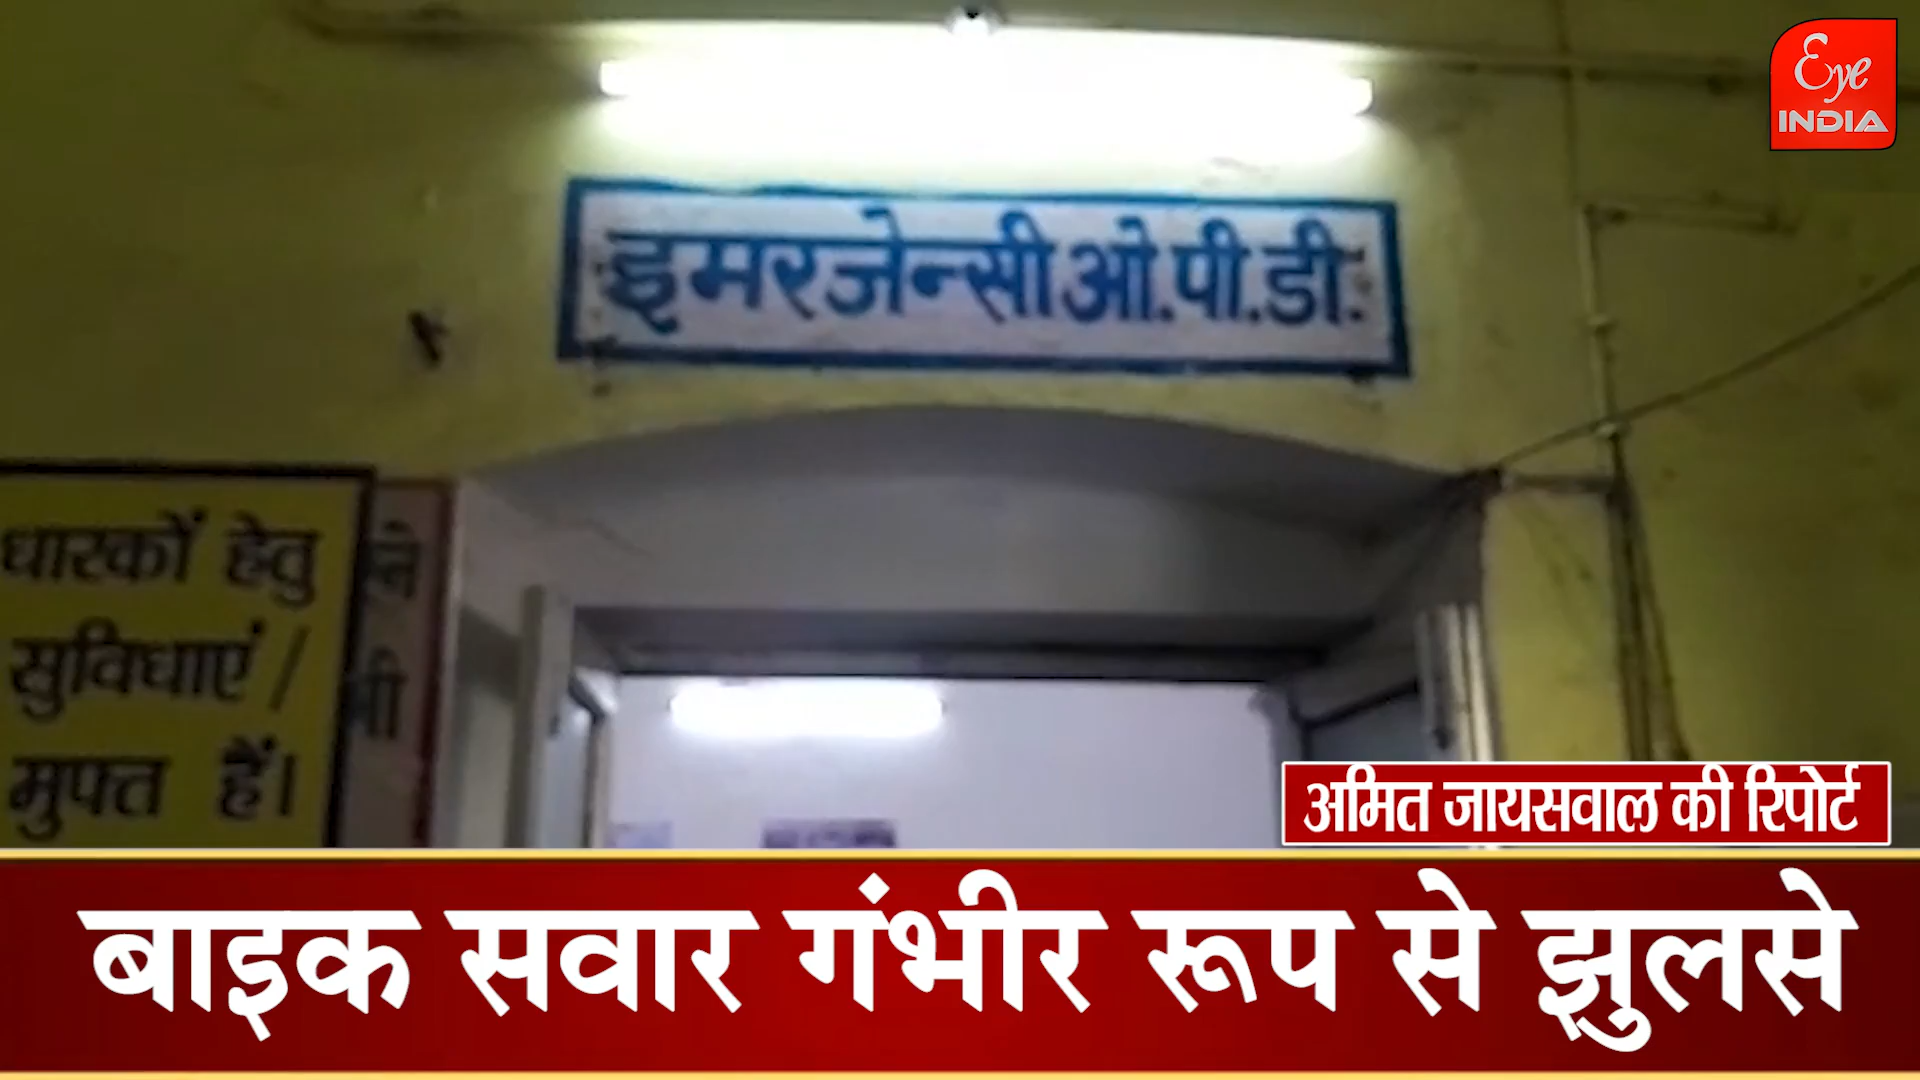 Eye
INDIA
इमरजेन्सी ओ.पी.डी.
धारकों हेतु
सुविधाएं /
मुफ्त हैं।
अमित जायसवाल की रिपोर्ट
बाइक सवार गंभीर रूप से झुलसे